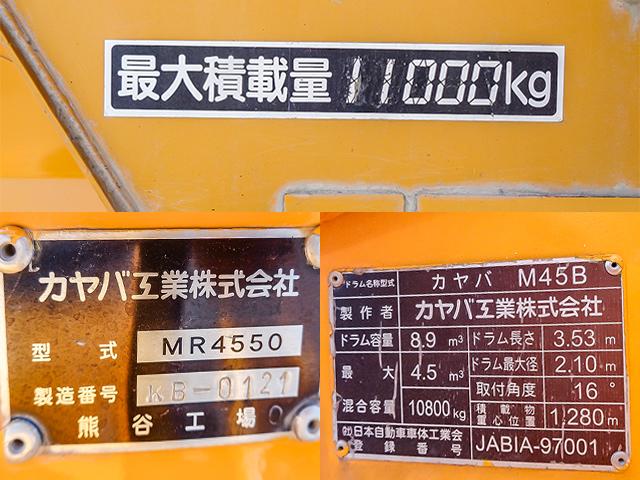 最大積載量 11000kg
カヤバ工業株式会社
型式 MR4550
製造番号 KB-0121
熊谷工場
ドラム名称型式 カヤバ M45B
製作者 カヤバ工業株式会社
ドラム容量 8.9 m³ ドラム長さ 3.53 m
最大 4.5 m³ ドラム最大径 2.10 m
混合容量 10800kg 取付角度 16°
積載物重心位置 1,280m
(社)日本自動車車体工業会
登録番号 JABIA-97001